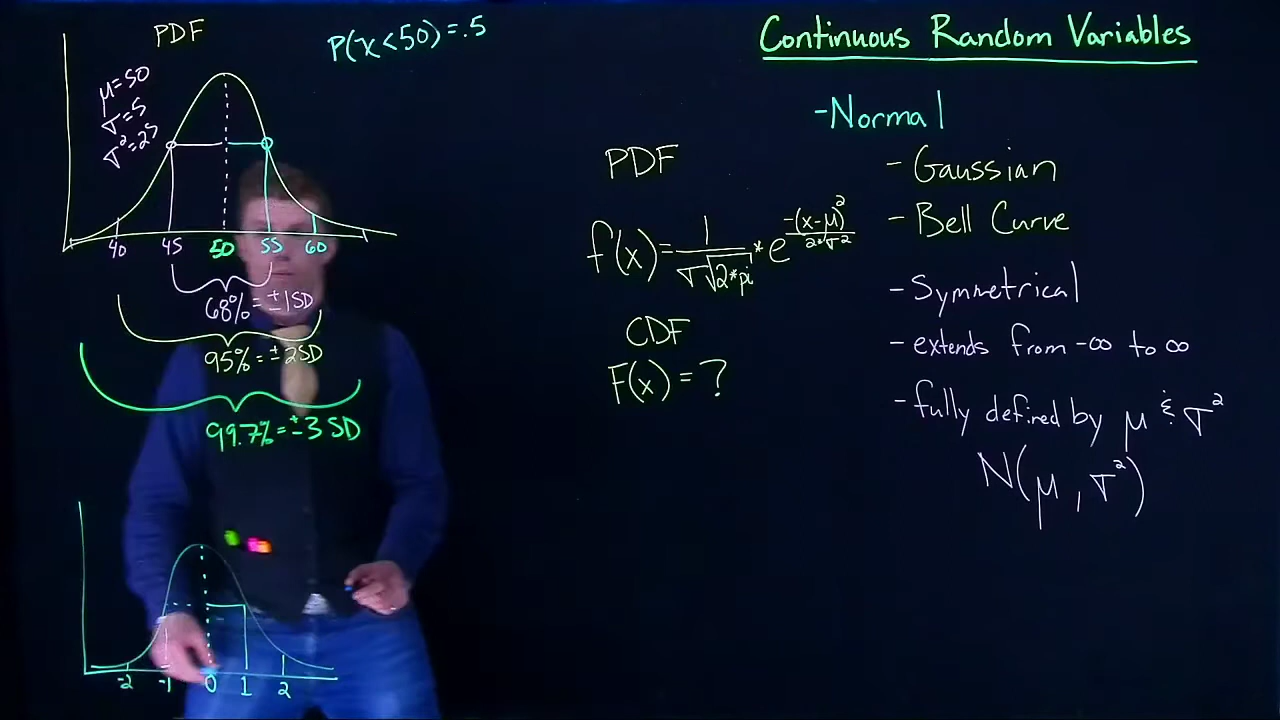 PDF
P(x<50)=.5
μ=50
σ=5
σ²=25
40 45 50 55 60
68%=±1SD
95%=±2SD
99.7%=±3SD
-2 -1 0 1 2
Continuous Random Variables
-Normal
- Gaussian
- Bell Curve
- Symmetrical
- extends from -∞ to ∞
- fully defined by μ & σ²
N(μ, σ²)
PDF
f(x)=1/(σ√2*pi) * e^(-(x-μ)²/(2*σ²))
CDF
F(x) = ?